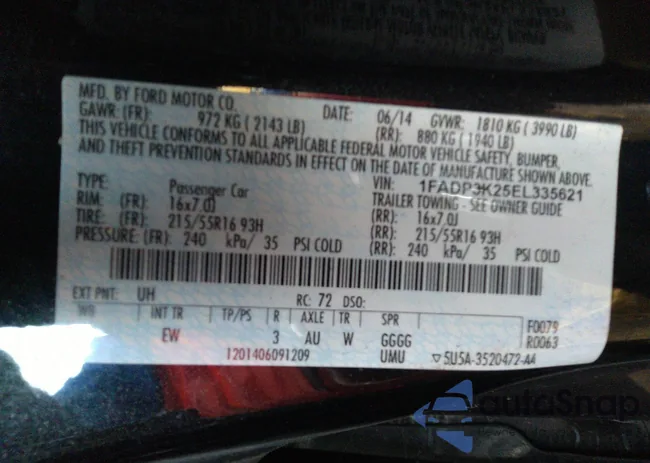 MFD. BY FORD MOTOR CO.
DATE: 06/14 GVWR: 1810 KG (3990 LB)
GAWR: (FR): 972 KG (2143 LB) (RR): 880 KG (1940 LB)
THIS VEHICLE CONFORMS TO ALL APPLICABLE FEDERAL MOTOR VEHICLE SAFETY, BUMPER,
AND THEFT PREVENTION STANDARDS IN EFFECT ON THE DATE OF MANUFACTURE SHOWN ABOVE.
TYPE: Passenger Car VIN: 1FADP3K25EL335621
TRAILER TOWING - SEE OWNER GUIDE
RIM: (FR): 16x7.0J (RR): 16x7.0J
TIRE: (FR): 215/55R16 93H (RR): 215/55R16 93H
PRESSURE: (FR): 240 kPa/ 35 PSI COLD (RR): 240 kPa/ 35 PSI COLD
EXT PNT: UH RC: 72 DSO:
WB INT TR TP/PS R AXLE TR SPR F0079
EW 3 AU W GGGG R0063
1201406091209 UMU ▽5U5A-3520472-AA
autoSnap